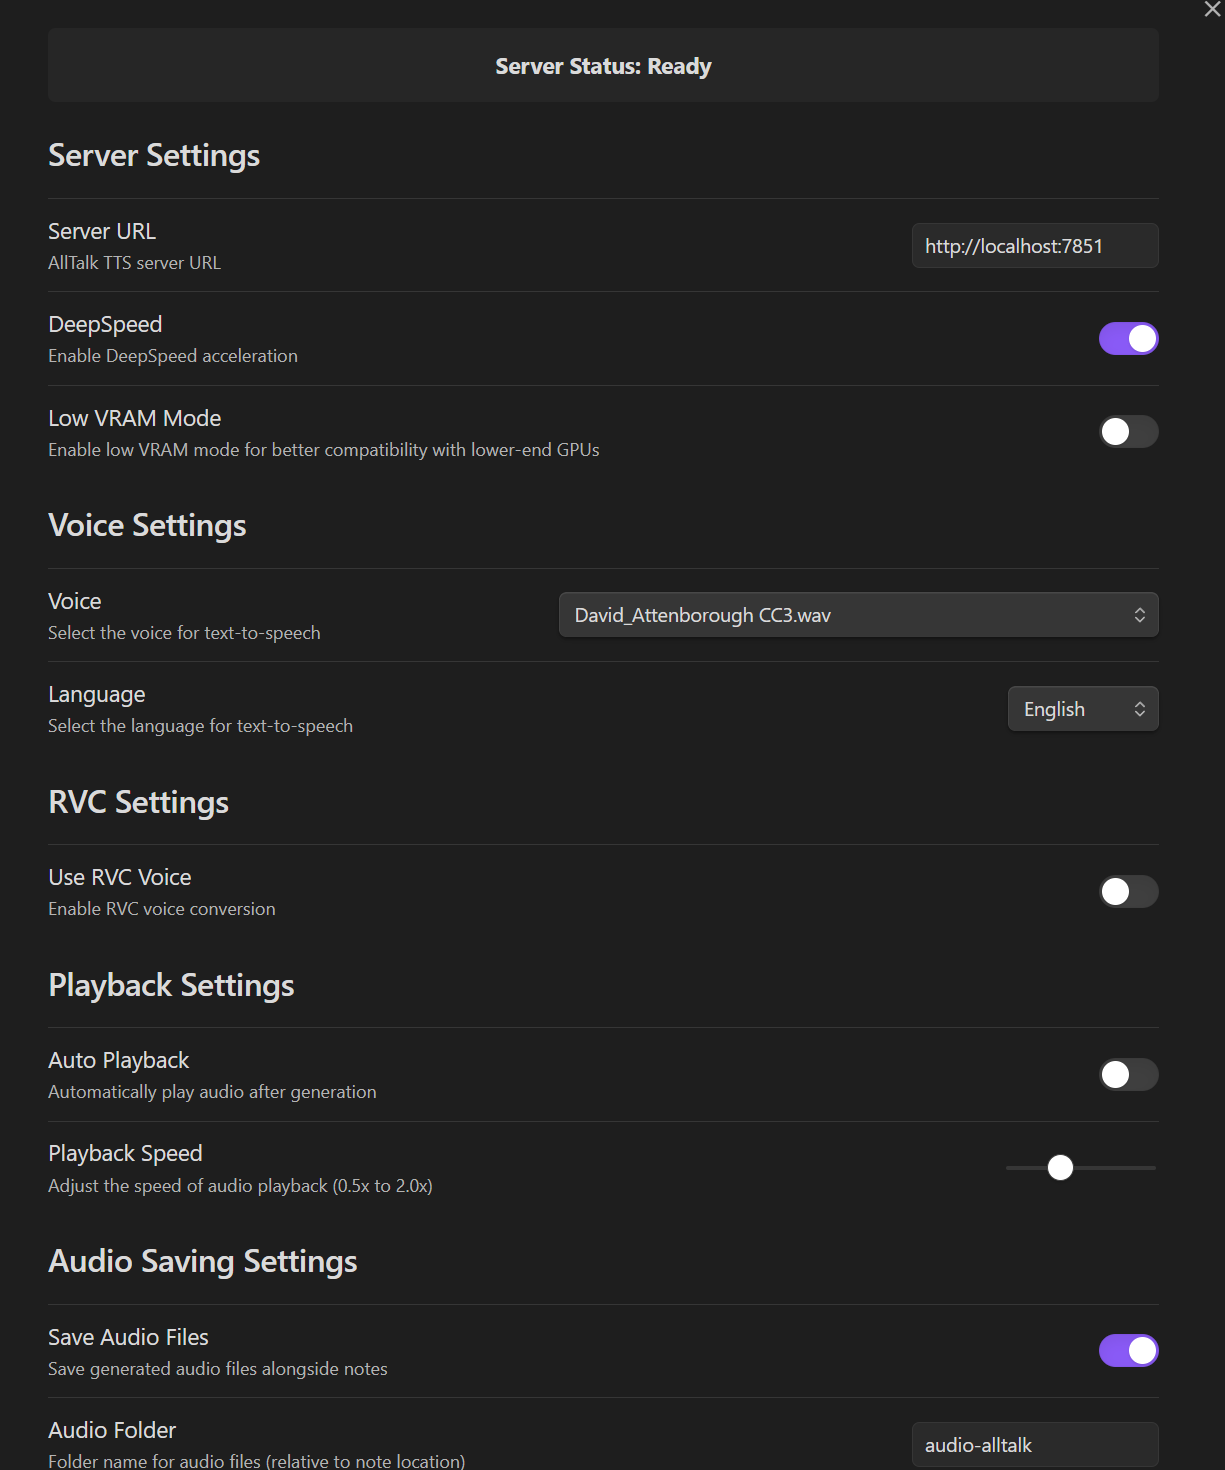 Server Status: Ready
Server Settings
Server URL
AllTalk TTS server URL
http://localhost:7851
DeepSpeed
Enable DeepSpeed acceleration
Low VRAM Mode
Enable low VRAM mode for better compatibility with lower-end GPUs
Voice Settings
Voice
Select the voice for text-to-speech
David_Attenborough CC3.wav
Language
Select the language for text-to-speech
English
RVC Settings
Use RVC Voice
Enable RVC voice conversion
Playback Settings
Auto Playback
Automatically play audio after generation
Playback Speed
Adjust the speed of audio playback (0.5x to 2.0x)
Audio Saving Settings
Save Audio Files
Save generated audio files alongside notes
Audio Folder
Folder name for audio files (relative to note location)
audio-alltalk